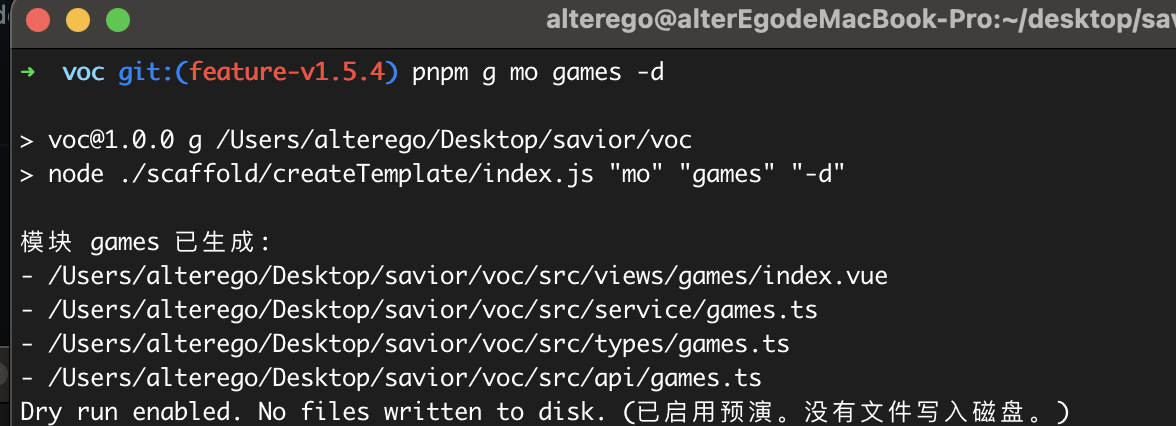 alterego@alterEgodeMacBook-Pro:~/desktop/sav
➜ voc git:(feature-v1.5.4) pnpm g mo games -d
> voc@1.0.0 g /Users/alterego/Desktop/savior/voc
> node ./scaffold/createTemplate/index.js "mo" "games" "-d"
模块 games 已生成:
- /Users/alterego/Desktop/savior/voc/src/views/games/index.vue
- /Users/alterego/Desktop/savior/voc/src/service/games.ts
- /Users/alterego/Desktop/savior/voc/src/types/games.ts
- /Users/alterego/Desktop/savior/voc/src/api/games.ts
Dry run enabled. No files written to disk. (已启用预演。没有文件写入磁盘。)